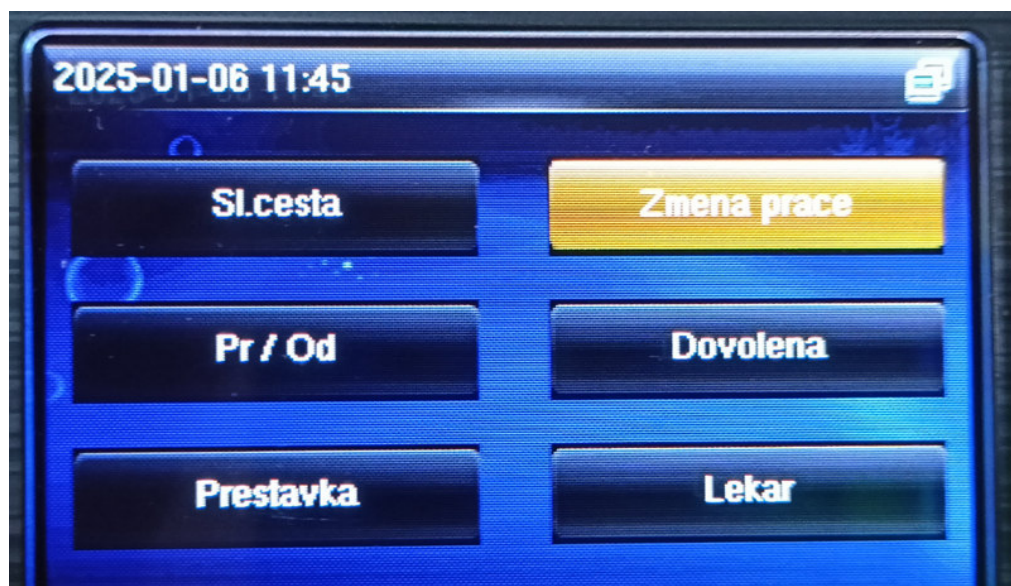 2025-01-06 11:45
Sl.cesta
Zmena prace
Pr / Od
Dovolena
Prestavka
Lekar